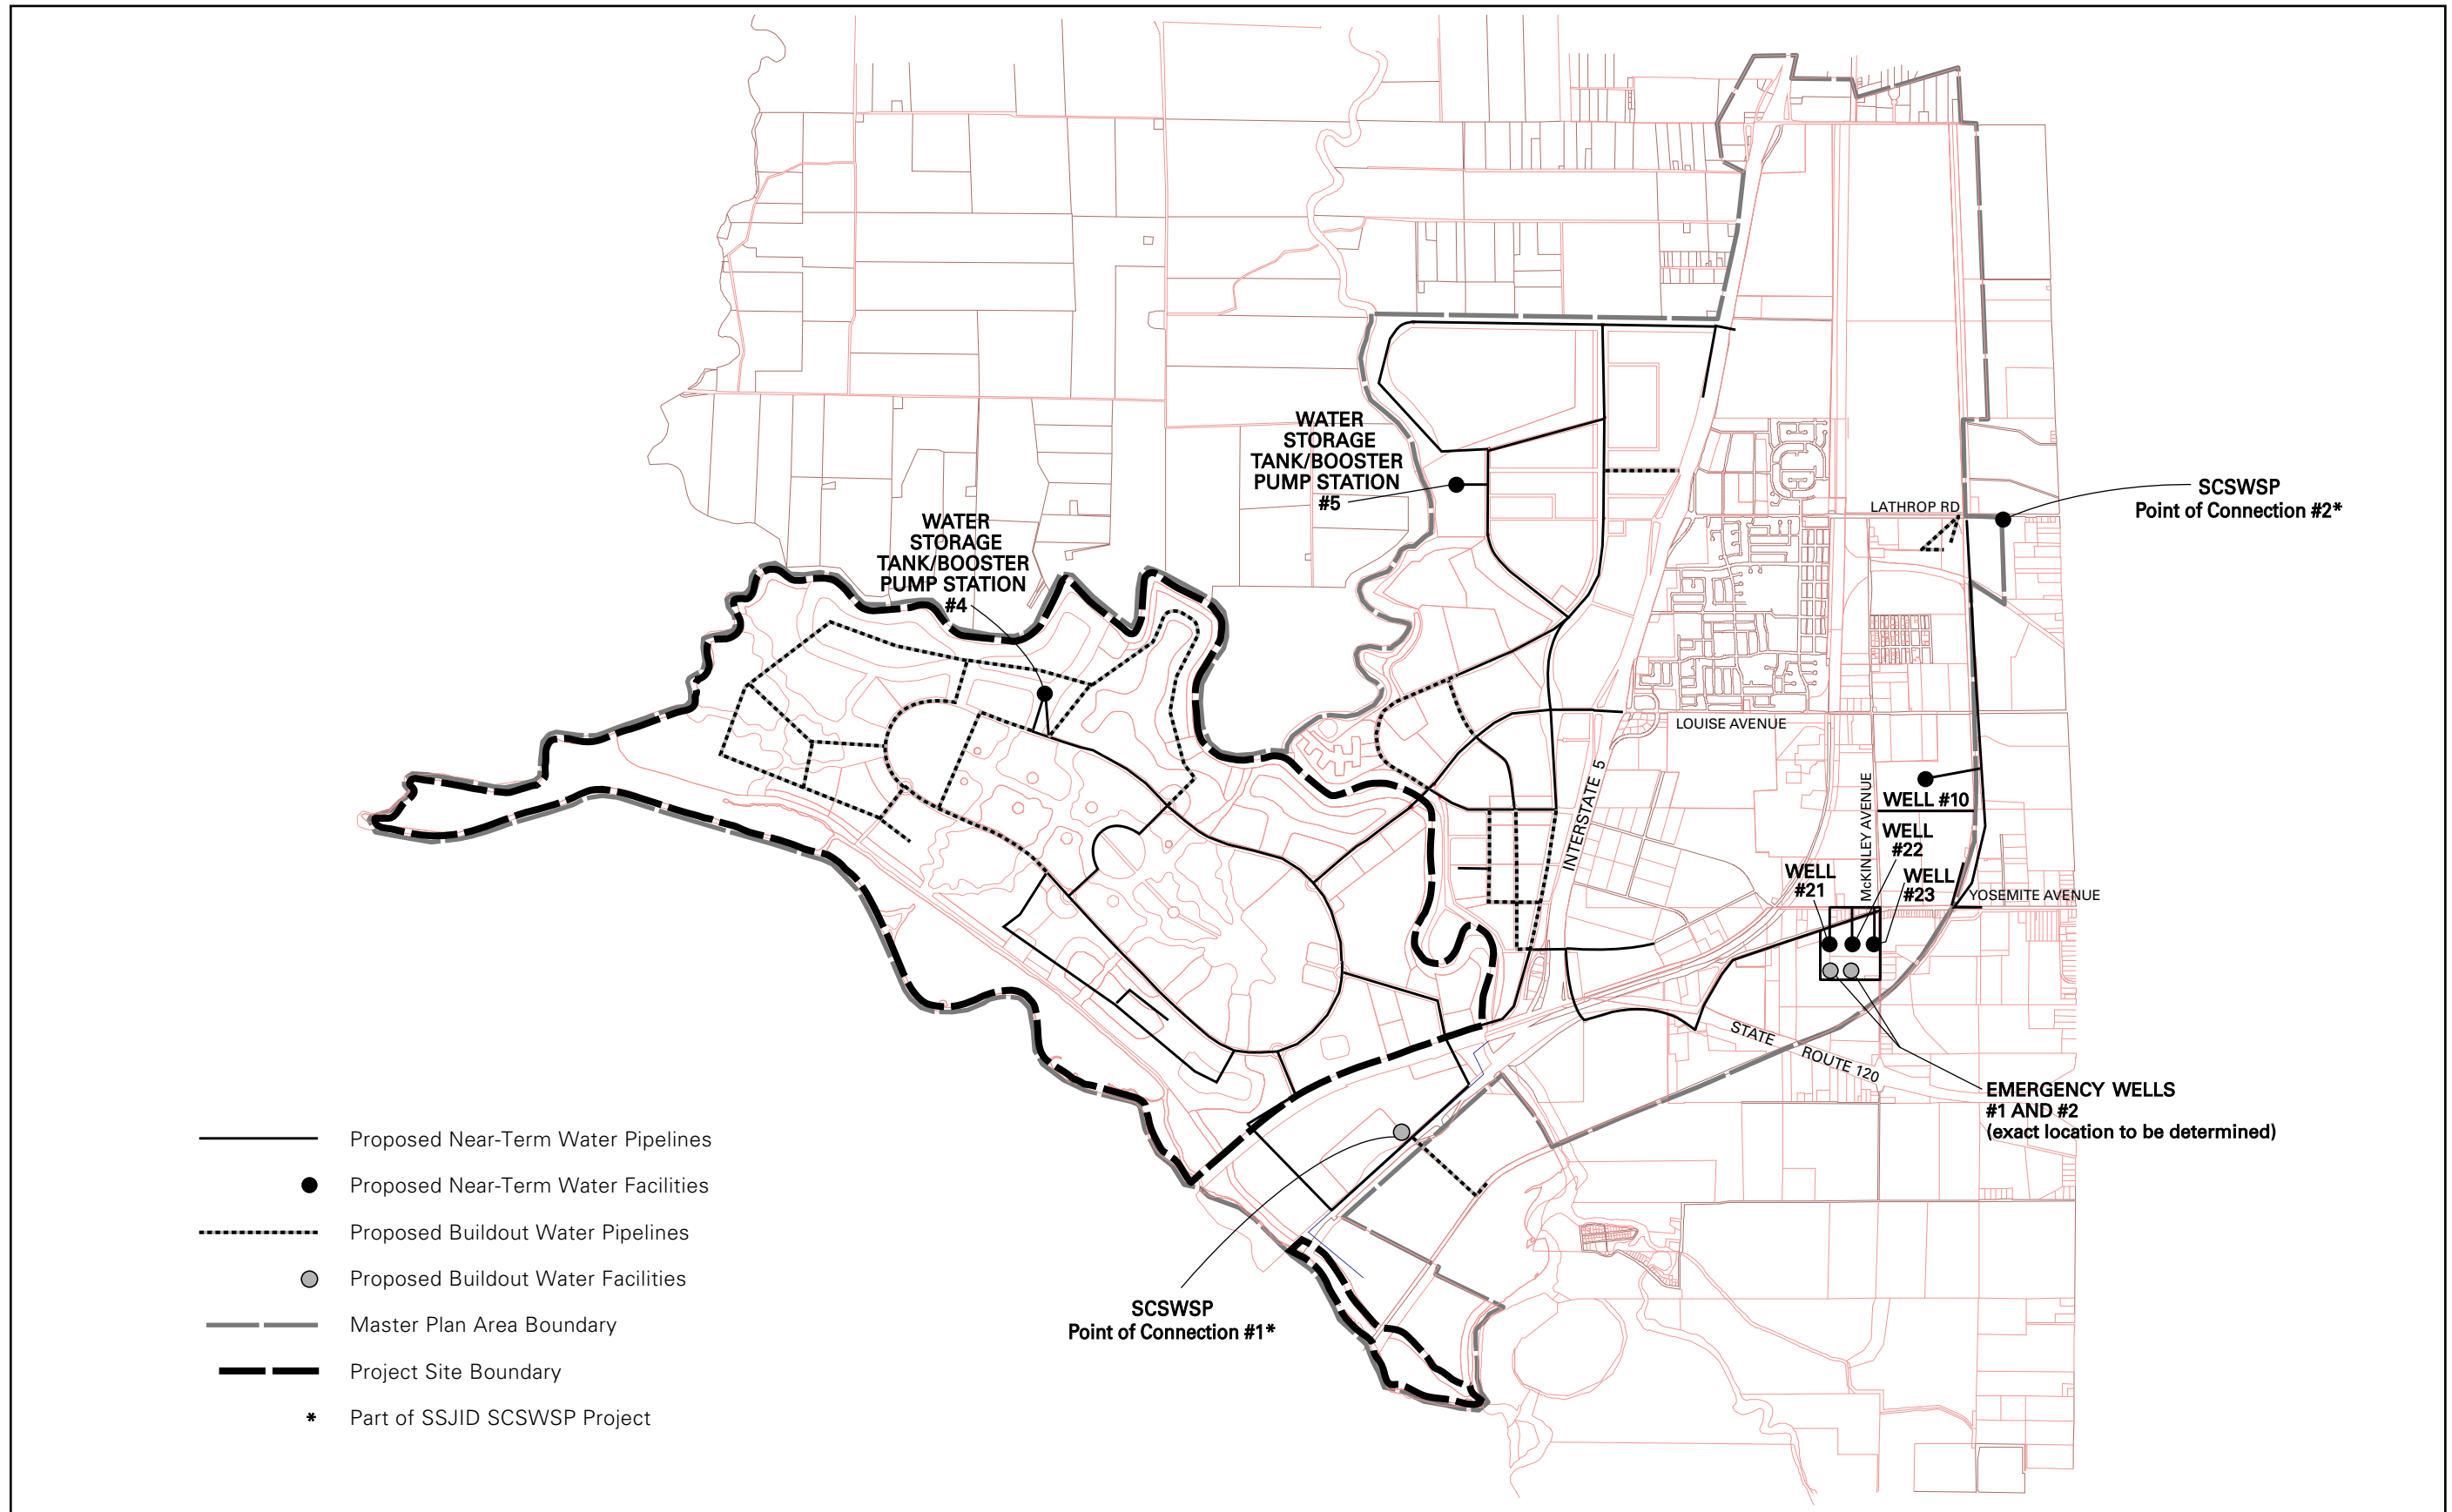 WATER
STORAGE
TANK/BOOSTER
PUMP STATION
#5
WATER
STORAGE
TANK/BOOSTER
PUMP STATION
#4
SCSWSP
Point of Connection #2*
LATHROP RD
LOUISE AVENUE
INTERSTATE 5
McKINLEY AVENUE
WELL #10
WELL
#22
WELL
#21
WELL
#23
YOSEMITE AVENUE
STATE ROUTE 120
EMERGENCY WELLS
#1 AND #2
(exact location to be determined)
SCSWSP
Point of Connection #1*
Proposed Near-Term Water Pipelines
Proposed Near-Term Water Facilities
Proposed Buildout Water Pipelines
Proposed Buildout Water Facilities
Master Plan Area Boundary
Project Site Boundary
* Part of SSJID SCSWSP Project